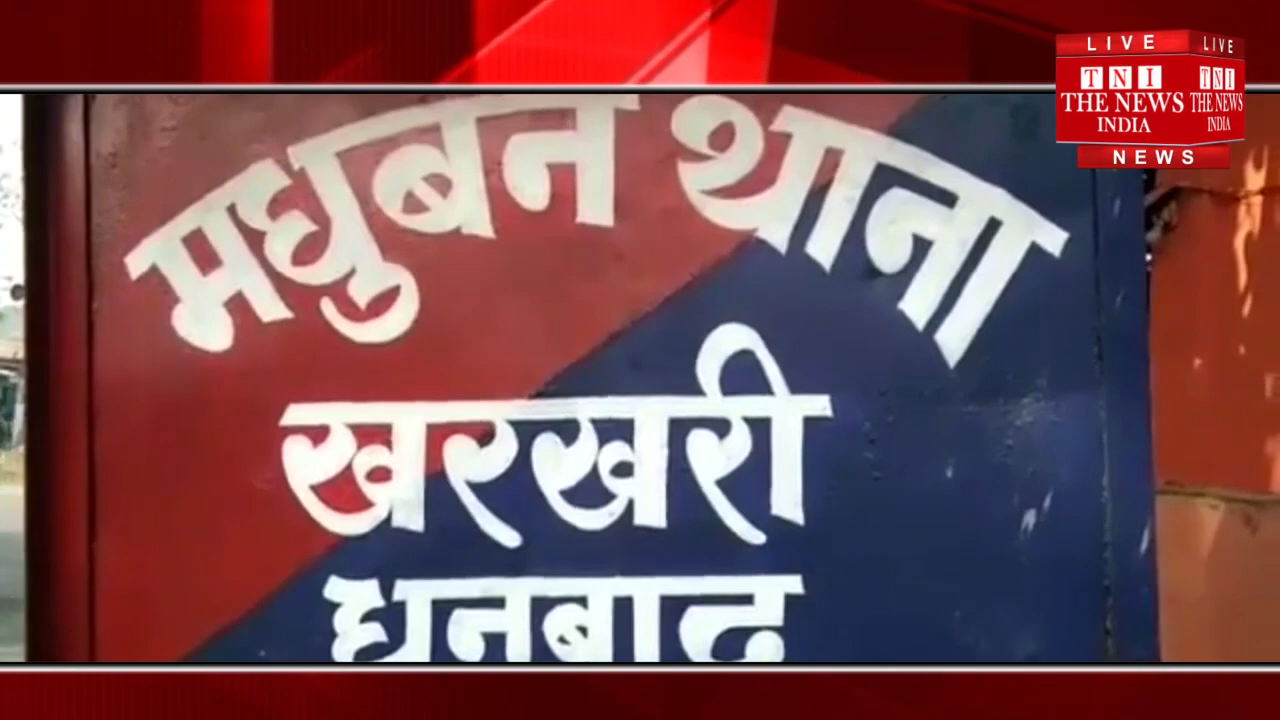 LIVE LIVE
TNI TNI
THE NEWS THE NEWS
INDIA INDIA
NEWS
मधुबन थाना
खरखरी
धनबाद